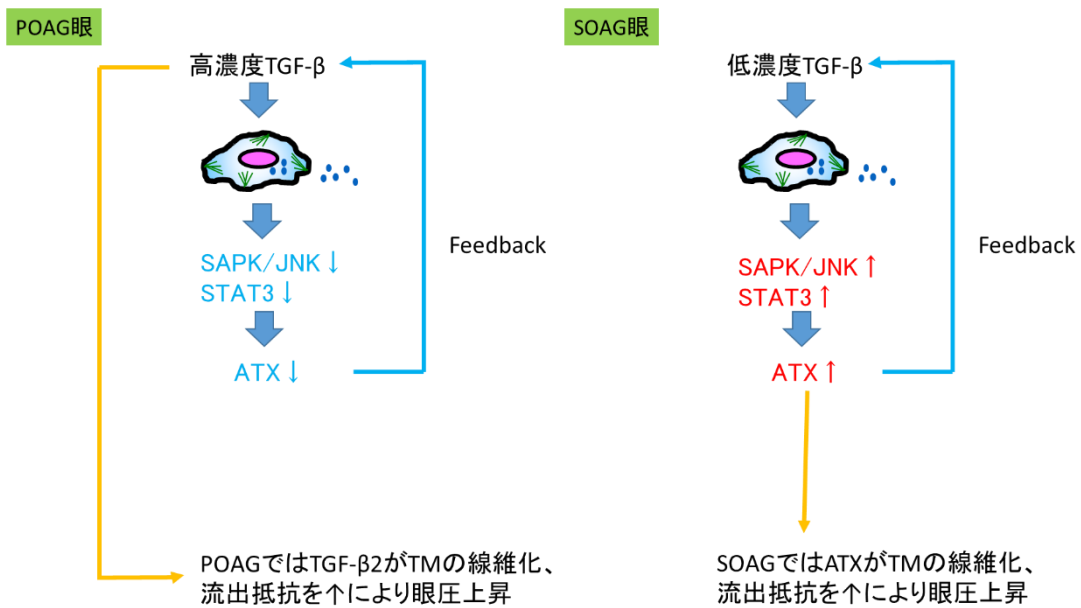 POAG眼
高濃度TGF-β
SAPK/JNK↓
STAT3↓
ATX↓
Feedback
POAGではTGF-β2がTMの線維化、
流出抵抗を↑により眼圧上昇
SOAG眼
低濃度TGF-β
SAPK/JNK↑
STAT3↑
ATX↑
Feedback
SOAGではATXがTMの線維化、
流出抵抗を↑により眼圧上昇